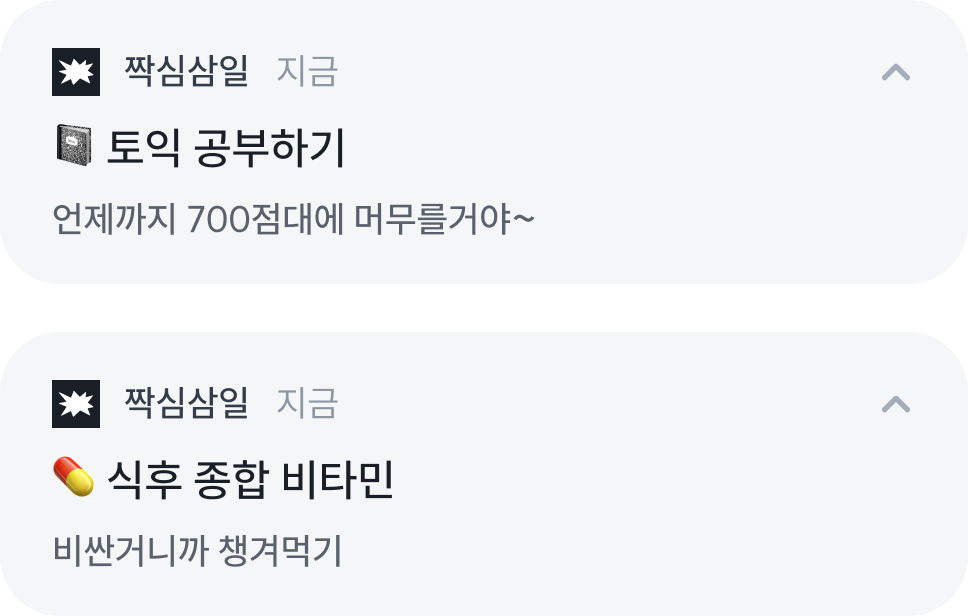 짝심삼일 지금
📓 토익 공부하기
언제까지 700점대에 머무를거야~
짝심삼일 지금
💊 식후 종합 비타민
비싼거니까 챙겨먹기